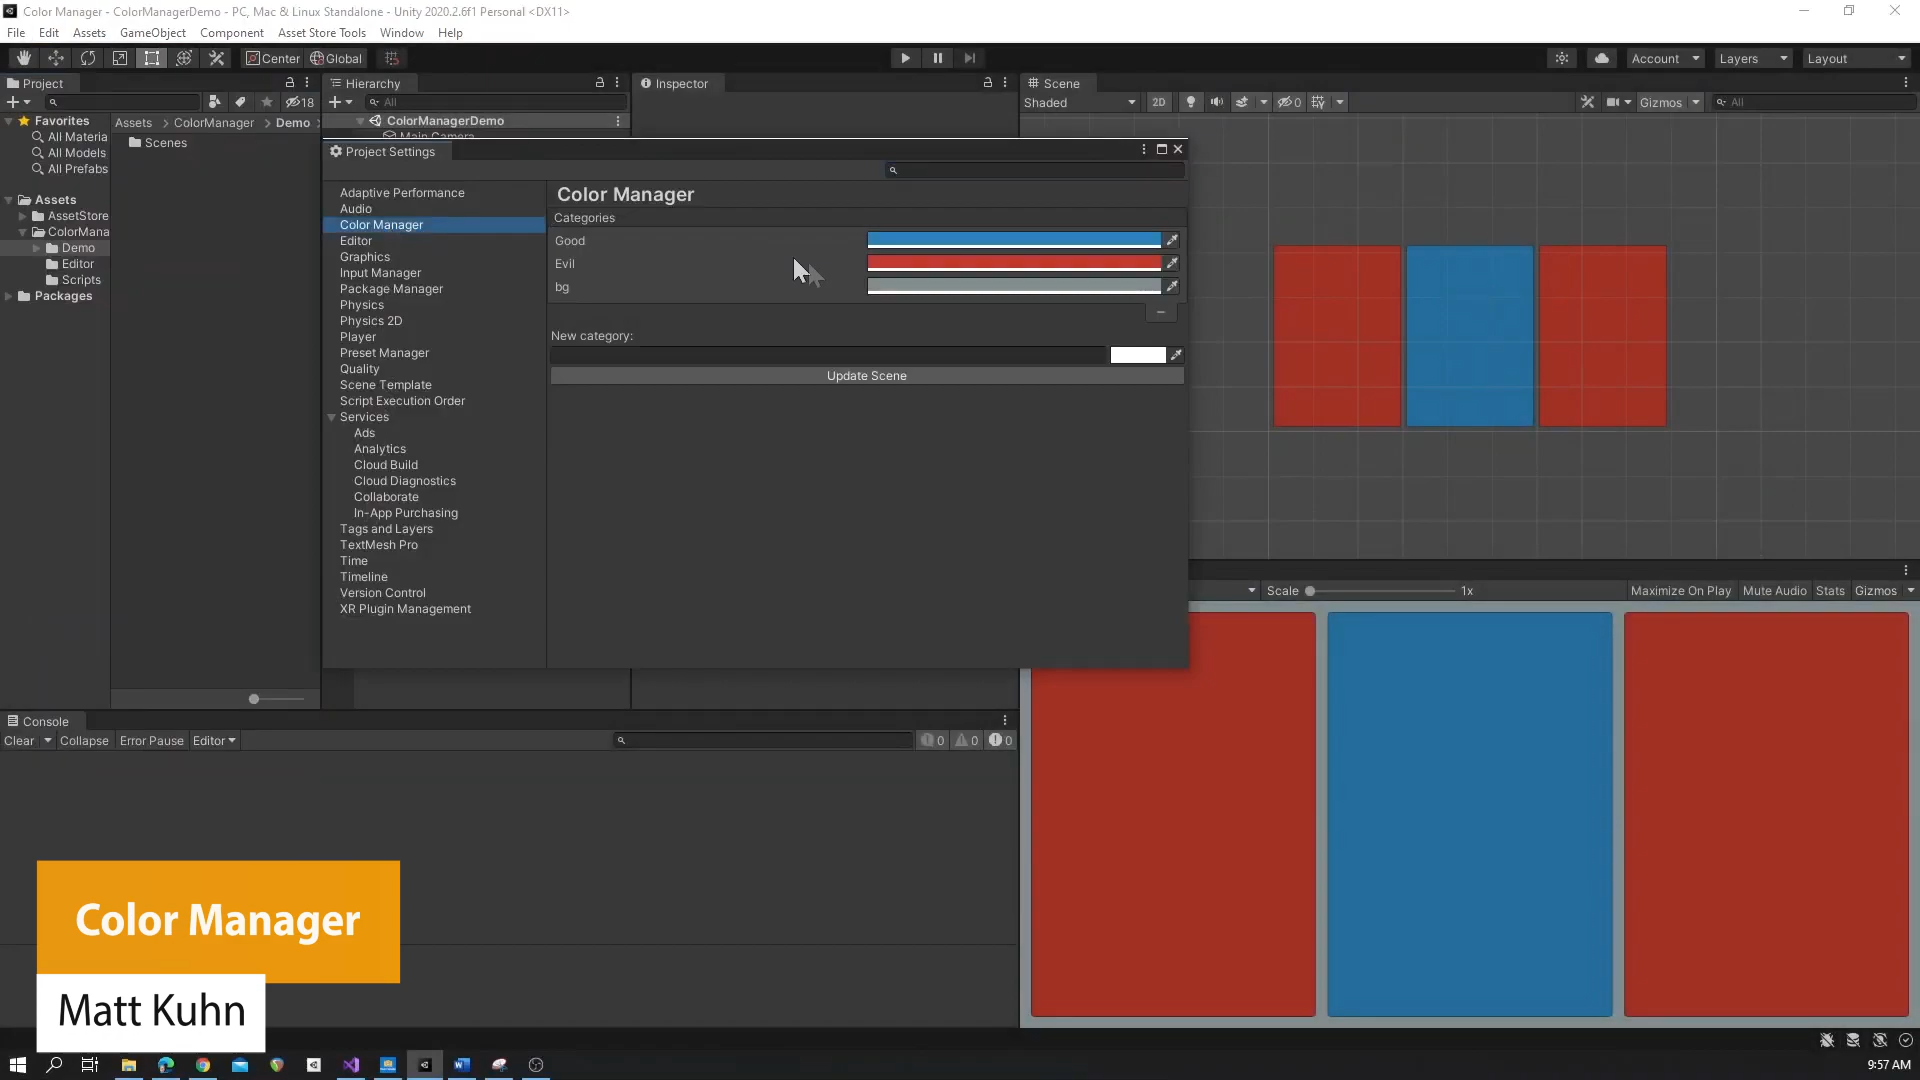 Color Manager - ColorManagerDemo - PC, Mac & Linux Standalone - Unity 2020.2.6f1 Personal <DX11>
File Edit Assets GameObject Component Asset Store Tools Window Help
Center Global Account Layers Layout
Project Hierarchy Inspector Scene
18 All Shaded 2D 0 Gizmos All
Favorites Assets > ColorManager > Demo > ColorManagerDemo
All Materia Scenes Main Camera
All Models
All Prefabs
Assets
AssetStore
ColorMana
Demo
Editor
Scripts
Packages
Project Settings
Adaptive Performance
Audio
Color Manager
Editor
Graphics
Input Manager
Package Manager
Physics
Physics 2D
Player
Preset Manager
Quality
Scene Template
Script Execution Order
Services
Ads
Analytics
Cloud Build
Cloud Diagnostics
Collaborate
In-App Purchasing
Tags and Layers
TextMesh Pro
Time
Timeline
Version Control
XR Plugin Management
Color Manager
Categories
Good
Evil
bg
New category:
Update Scene
Scale 1x Maximize On Play Mute Audio Stats Gizmos
Console
Clear Collapse Error Pause Editor 0 0 0
Color Manager
Matt Kuhn
9:57 AM